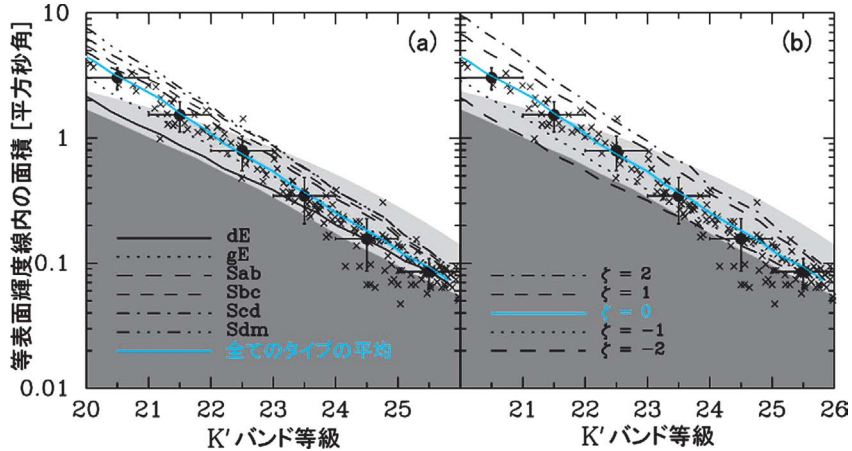 等表面輝度線内の面積 [平方秒角]
10
1
0.1
0.01
(a)
dE
gE
Sab
Sbc
Scd
Sdm
全てのタイプの平均
20 21 22 23 24 25
K′バンド等級
(b)
ζ = 2
ζ = 1
ζ = 0
ζ = −1
ζ = −2
21 22 23 24 25 26
K′バンド等級